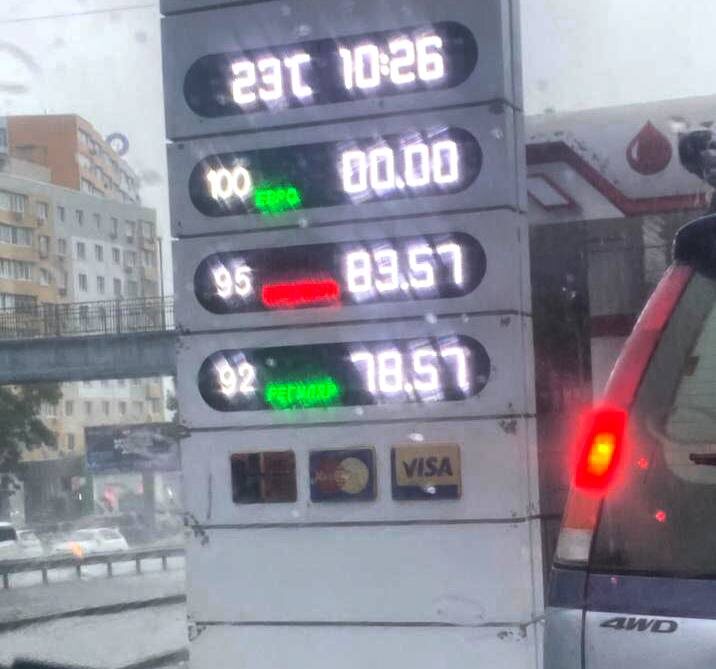 23℃ 10:26
100 ЕВРО 00.00
95 83.57
92 РЕГУЛЯР 78.57
VISA
4WD